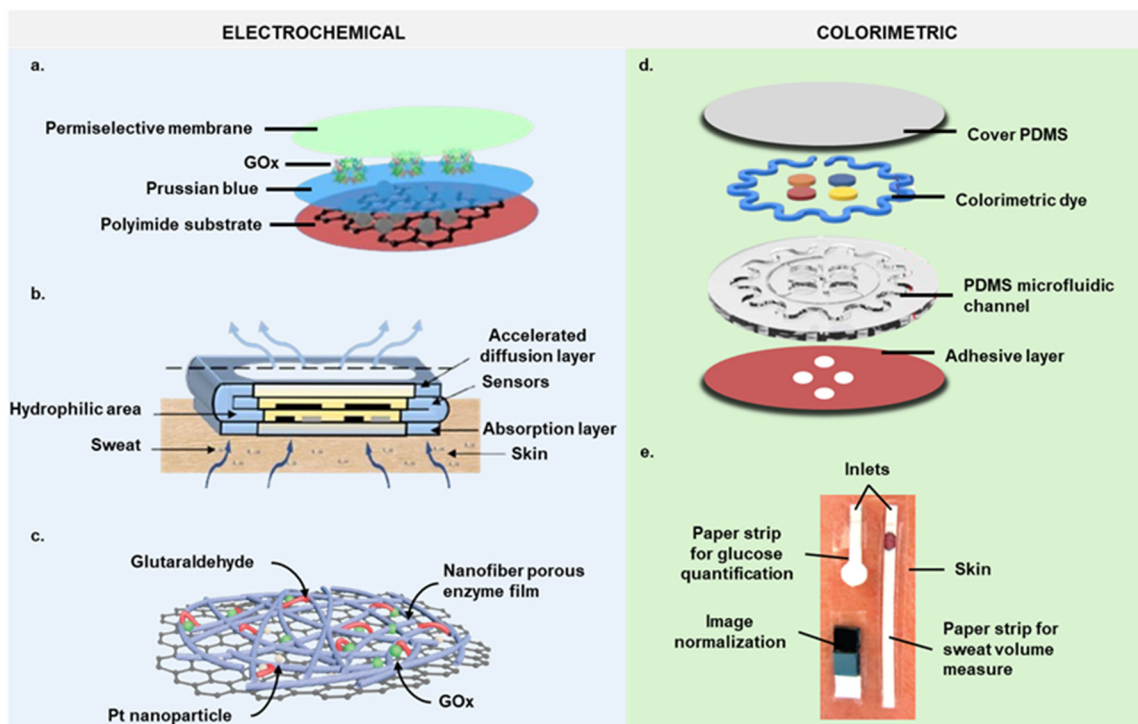 ELECTROCHEMICAL
COLORIMETRIC
a.
Permiselective membrane
GOx
Prussian blue
Polyimide substrate
b.
Accelerated
diffusion layer
Sensors
Hydrophilic area
Absorption layer
Sweat
Skin
c.
Glutaraldehyde
Nanofiber porous
enzyme film
GOx
Pt nanoparticle
d.
Cover PDMS
Colorimetric dye
PDMS microfluidic
channel
Adhesive layer
e.
Inlets
Paper strip
for glucose
quantification
Skin
Image
normalization
Paper strip for
sweat volume
measure